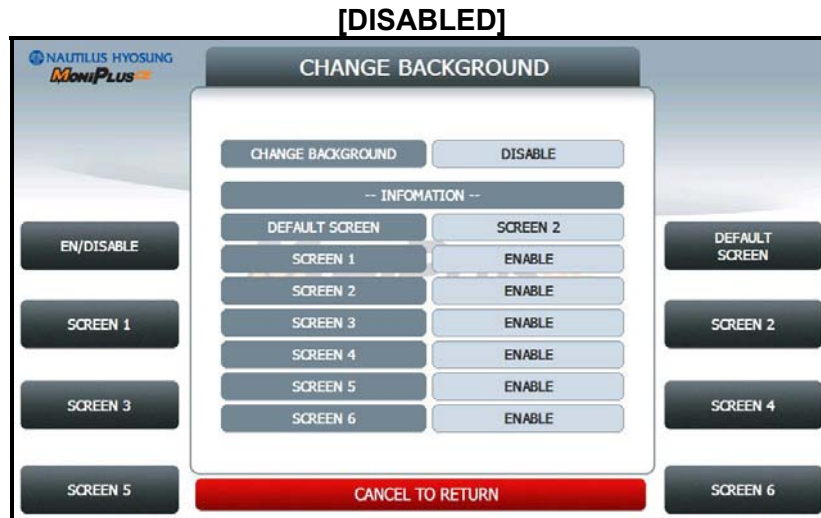 [DISABLED]
NAUTILUS HYOSUNG
MoniPlus CE
CHANGE BACKGROUND
CHANGE BACKGROUND DISABLE
-- INFOMATION --
DEFAULT SCREEN SCREEN 2
SCREEN 1 ENABLE
SCREEN 2 ENABLE
SCREEN 3 ENABLE
SCREEN 4 ENABLE
SCREEN 5 ENABLE
SCREEN 6 ENABLE
EN/DISABLE
DEFAULT
SCREEN
SCREEN 1
SCREEN 2
SCREEN 3
SCREEN 4
SCREEN 5
CANCEL TO RETURN
SCREEN 6